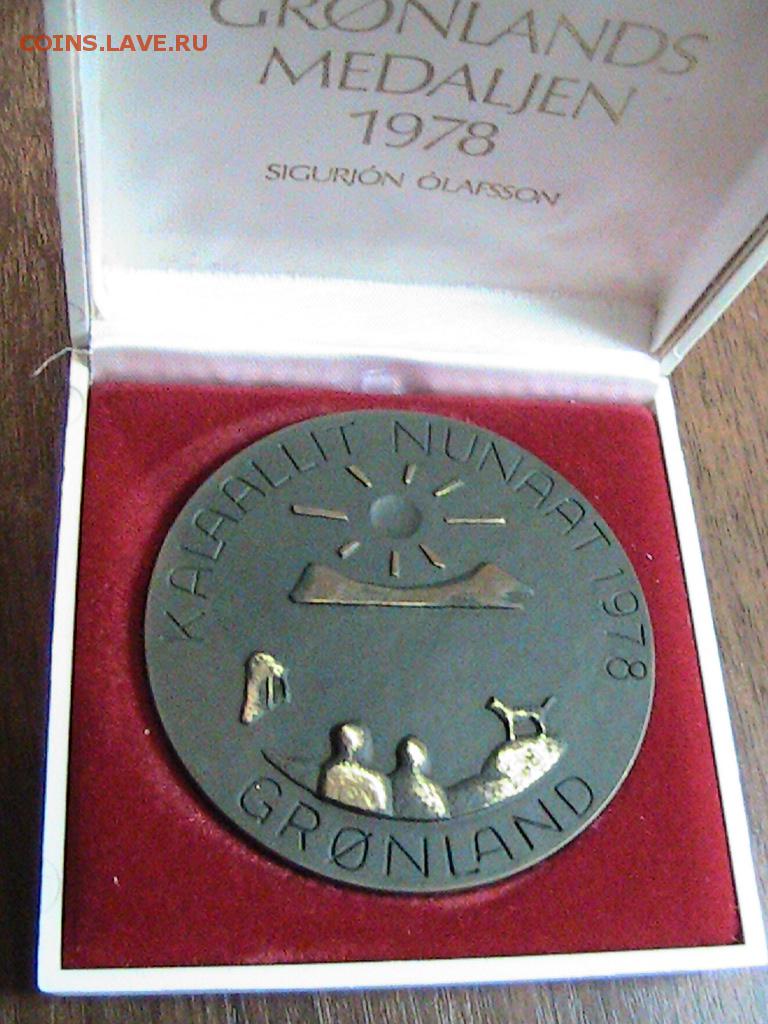 COINS.LAVE.RU
GRØNLANDS
MEDALJEN
1978
SIGURJÓN ÓLAFSSON
KALAALLIT NUNAAT 1978
GRØNLAND